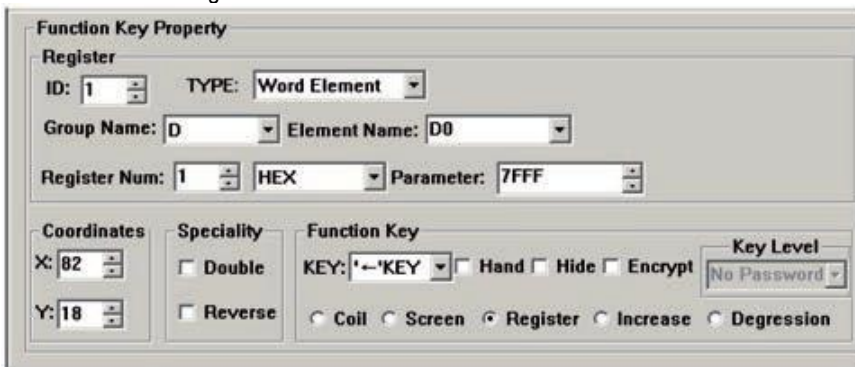 Function Key Property
Register
ID: 1 TYPE: Word Element
Group Name: D Element Name: D0
Register Num: 1 HEX Parameter: 7FFF
Coordinates
X: 82
Y: 18
Speciality
Double
Reverse
Function Key
KEY: '←'KEY Hand Hide Encrypt
Key Level
No Password
Coil Screen Register Increase Degression